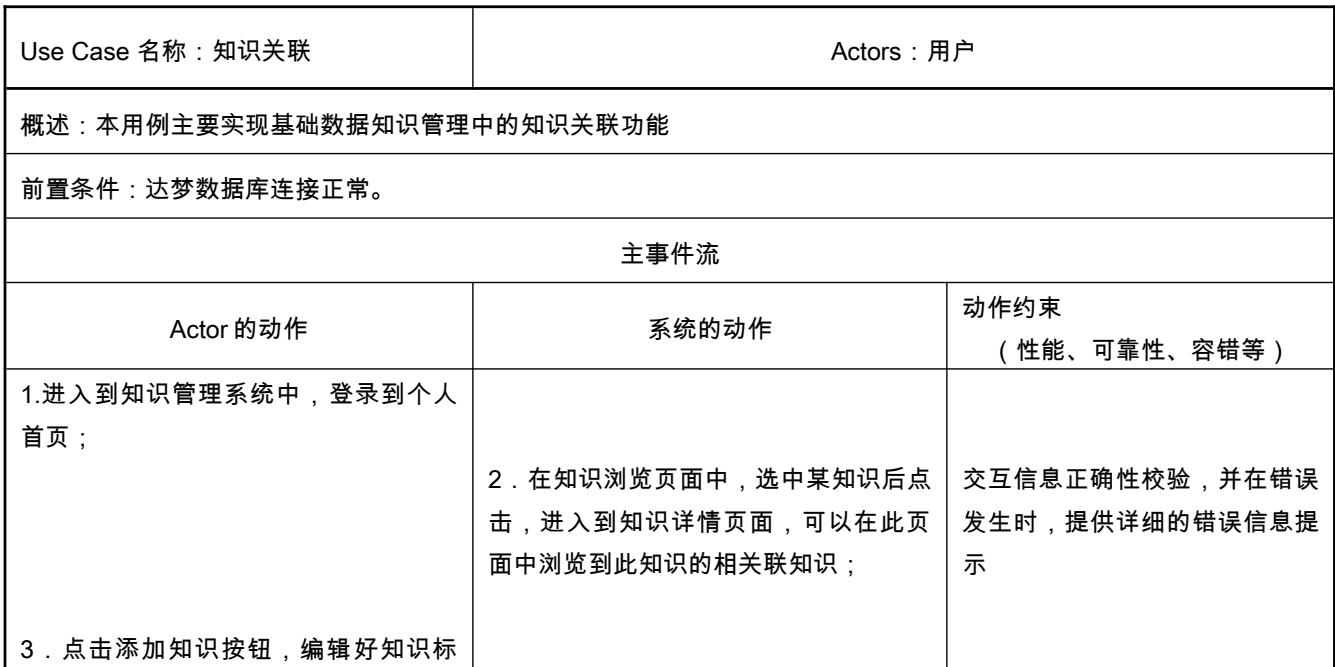 Use Case 名称：知识关联
Actors：用户
概述：本用例主要实现基础数据知识管理中的知识关联功能
前置条件：达梦数据库连接正常。
主事件流
Actor 的动作
系统的动作
动作约束
（性能、可靠性、容错等）
1.进入到知识管理系统中，登录到个人
首页；
2．在知识浏览页面中，选中某知识后点
击，进入到知识详情页面，可以在此页
面中浏览到此知识的相关联知识；
交互信息正确性校验，并在错误
发生时，提供详细的错误信息提
示
3．点击添加知识按钮，编辑好知识标